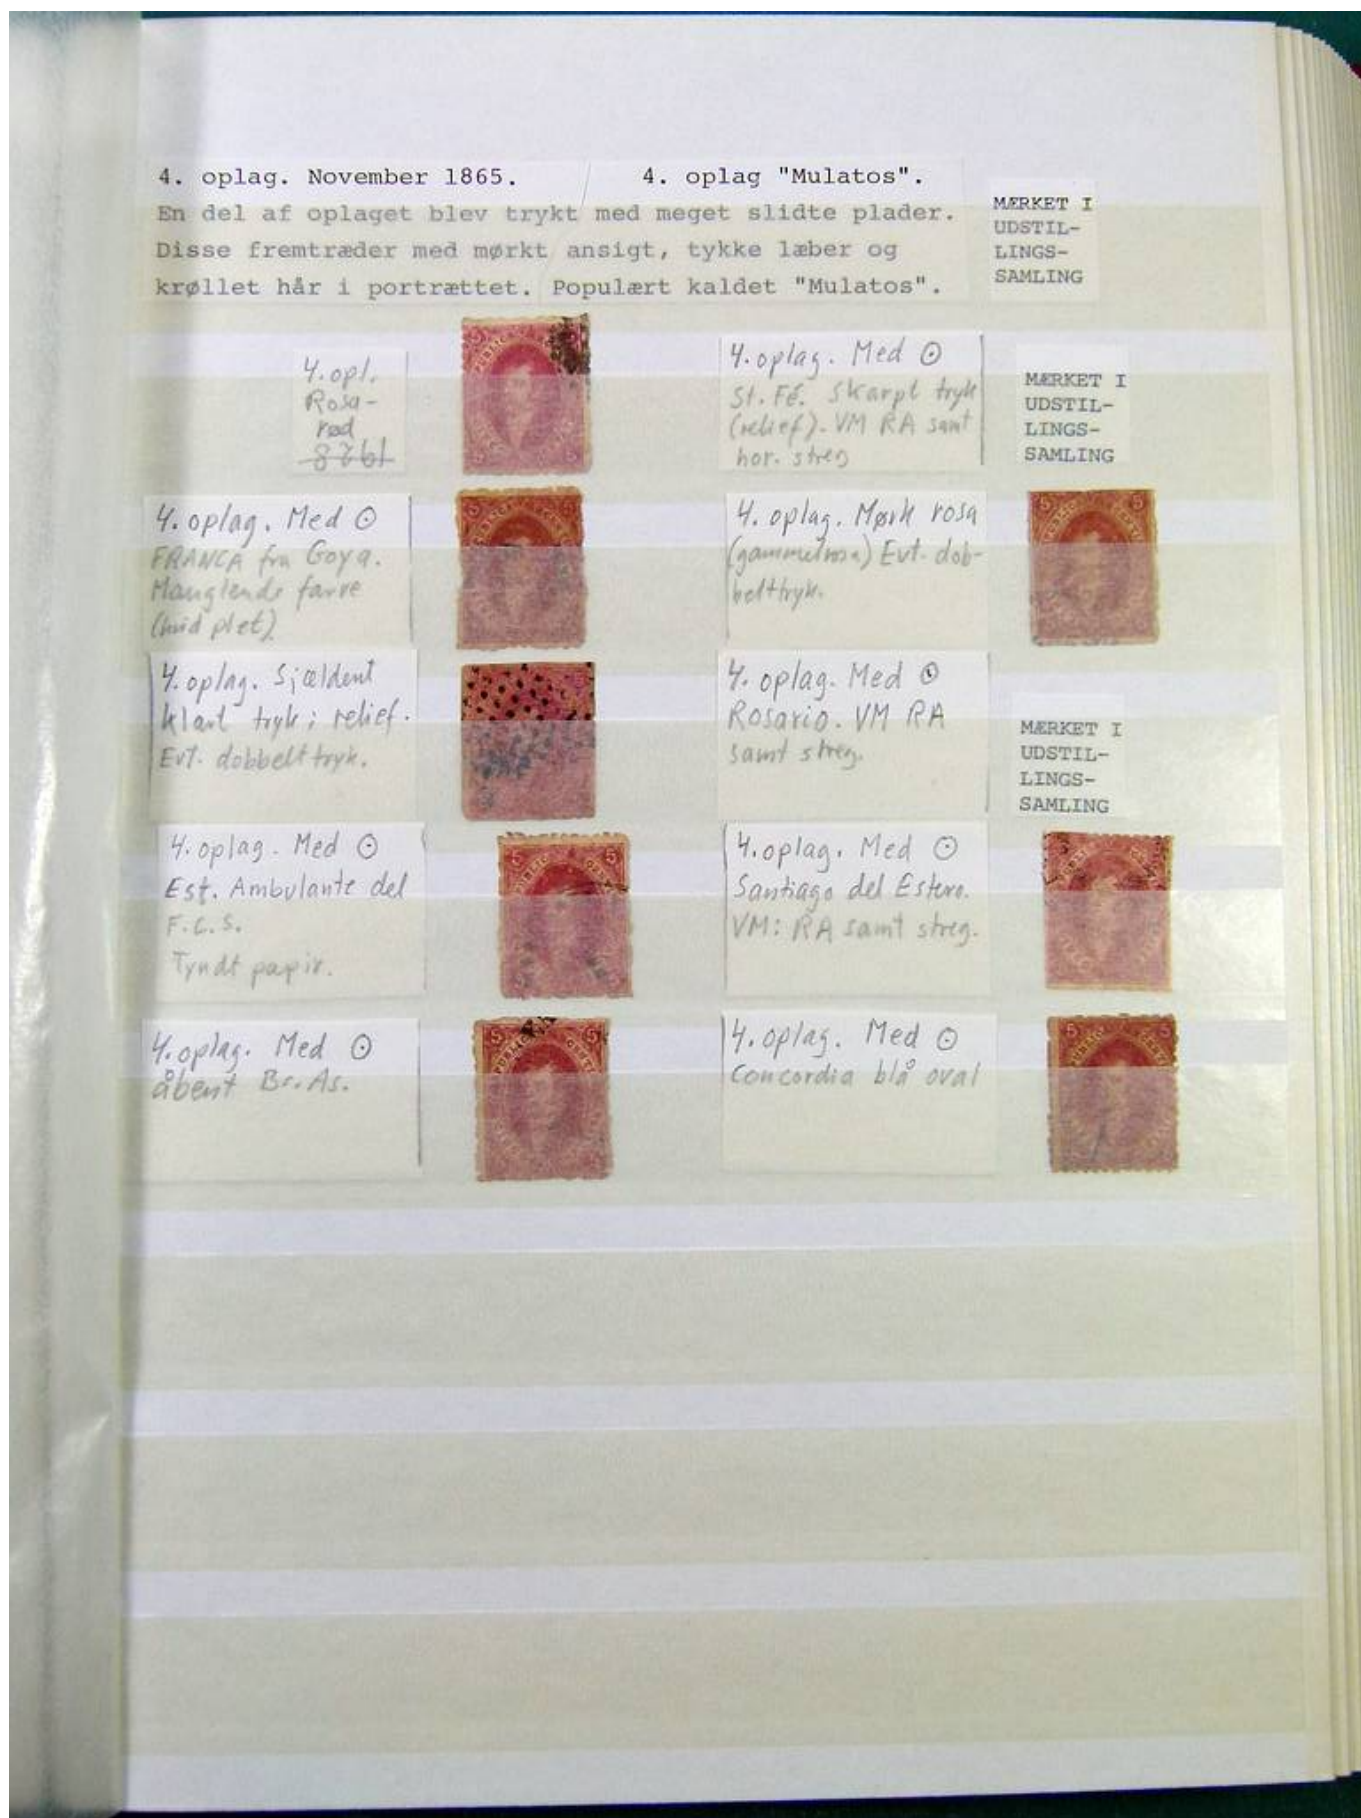 4. oplag. November 1865.
4. oplag "Mulatos".
En del af oplaget blev trykt med meget slidte plader.
Disse fremtræder med mørkt ansigt, tykke læber og
krøllet hår i portrættet. Populært kaldet "Mulatos".
MÆRKET I
UDSTIL-
LINGS-
SAMLING
4. opl.
Rosa-
rød
4. oplag. Med ⊙
St. Fé. Skarpt tryk
(relief). VM RA samt
hor. streg
MÆRKET I
UDSTIL-
LINGS-
SAMLING
4. oplag. Med ⊙
FRANCA fra Goya.
Manglende farve
(hvid plet)
4. oplag. Mørk rosa
(gammelrosa) Evt. dob-
belttryk.
4. oplag. Sjældent
klart tryk i relief.
Evt. dobbelttryk.
4. oplag. Med ⊙
Rosario. VM RA
samt streg.
MÆRKET I
UDSTIL-
LINGS-
SAMLING
4. oplag. Med ⊙
Est. Ambulante del
F.C.S.
Tyndt papir.
4. oplag. Med ⊙
Santiago del Estero.
VM: RA samt streg.
4. oplag. Med ⊙
åbent Bs. As.
4. oplag. Med ⊙
Concordia blå oval